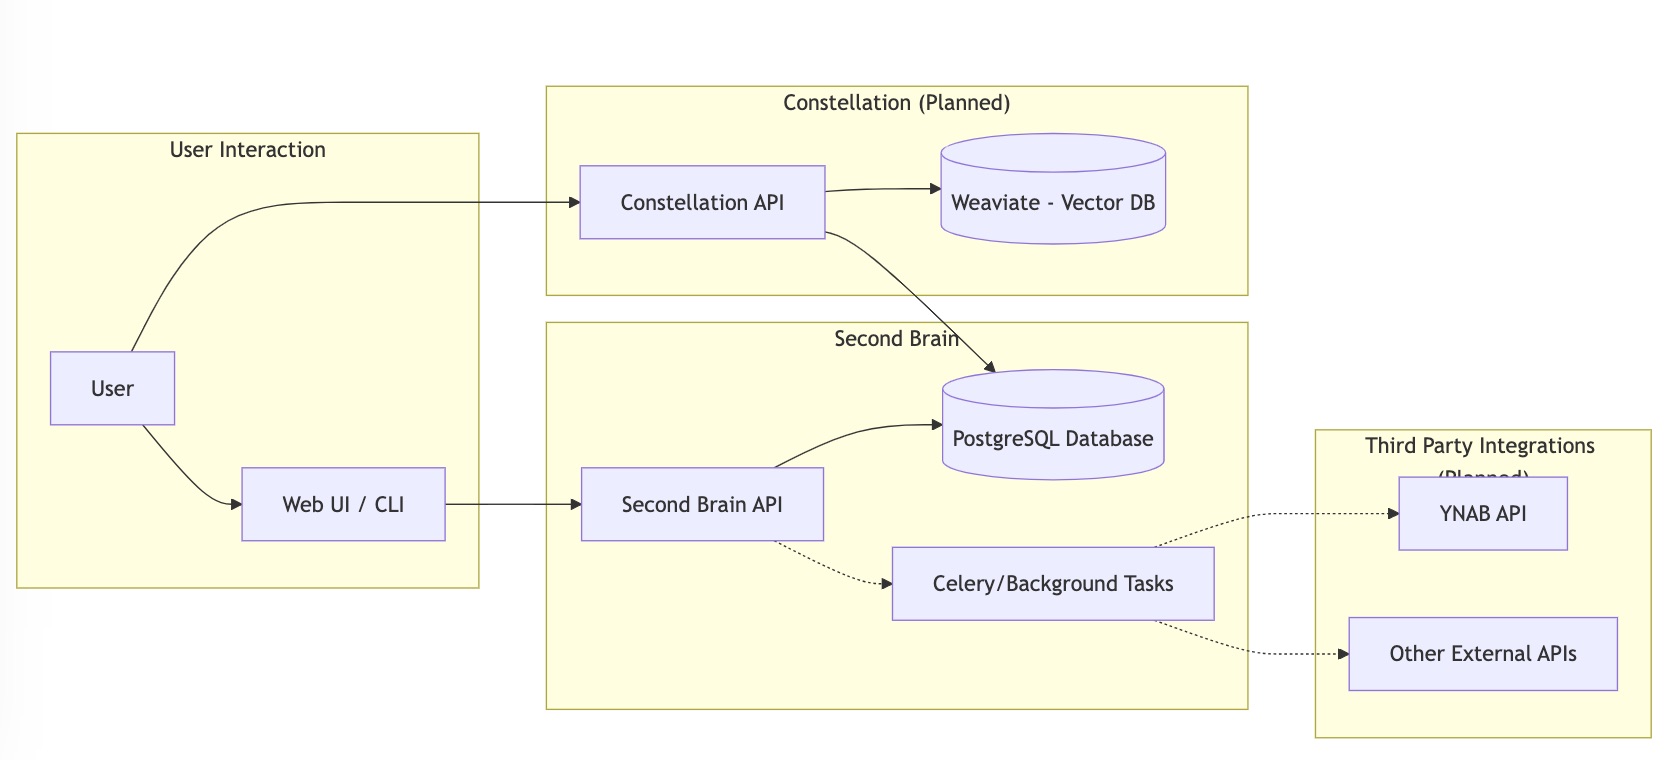 Constellation (Planned)
User Interaction
Constellation API
Weaviate - Vector DB
Second Brain
User
PostgreSQL Database
Third Party Integrations
(Planned)
Web UI / CLI
Second Brain API
YNAB API
Celery/Background Tasks
Other External APIs